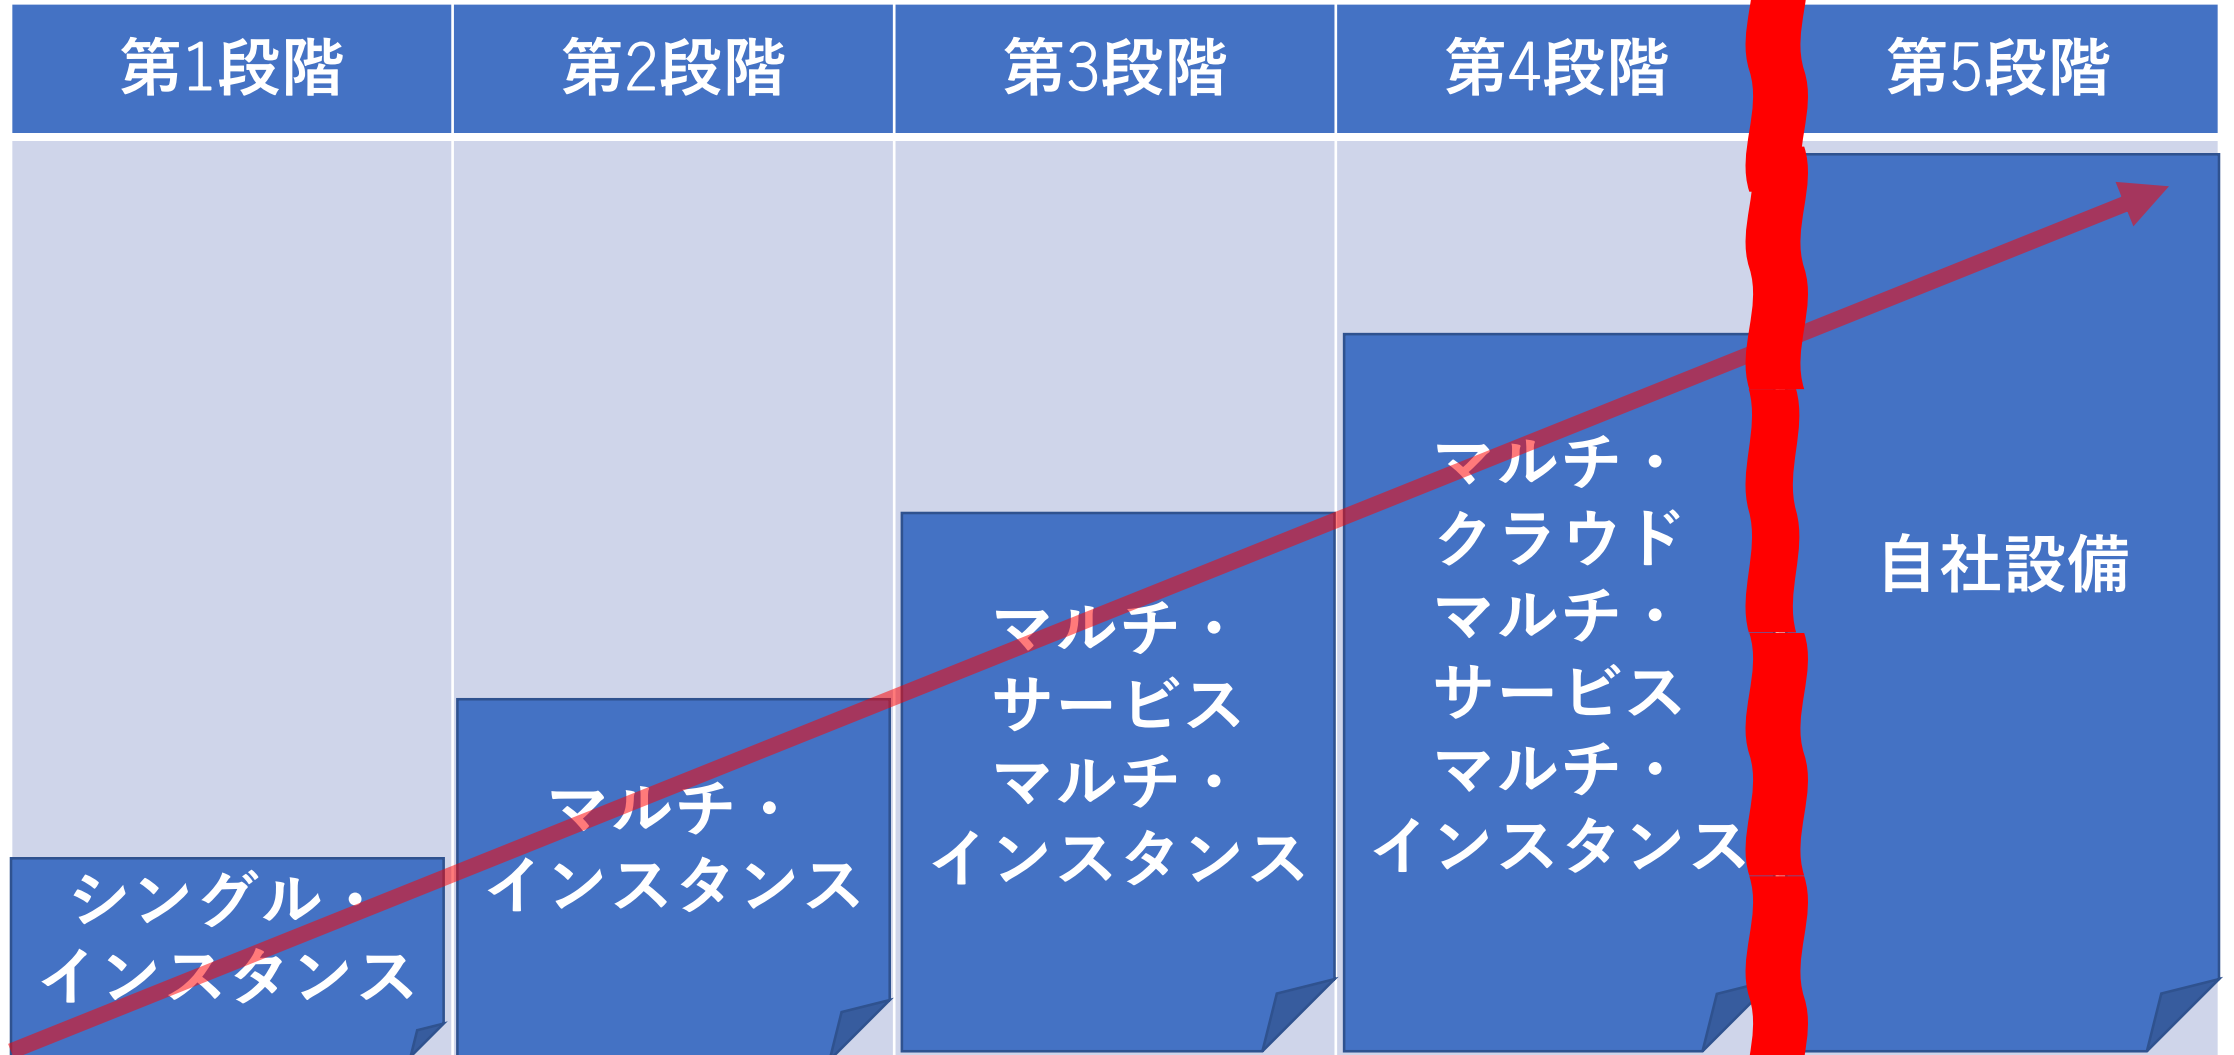 第1段階
第2段階
第3段階
第4段階
第5段階
シングル・
インスタンス
マルチ・
インスタンス
マルチ・
サービス
マルチ・
インスタンス
マルチ・
クラウド
マルチ・
サービス
マルチ・
インスタンス
自社設備